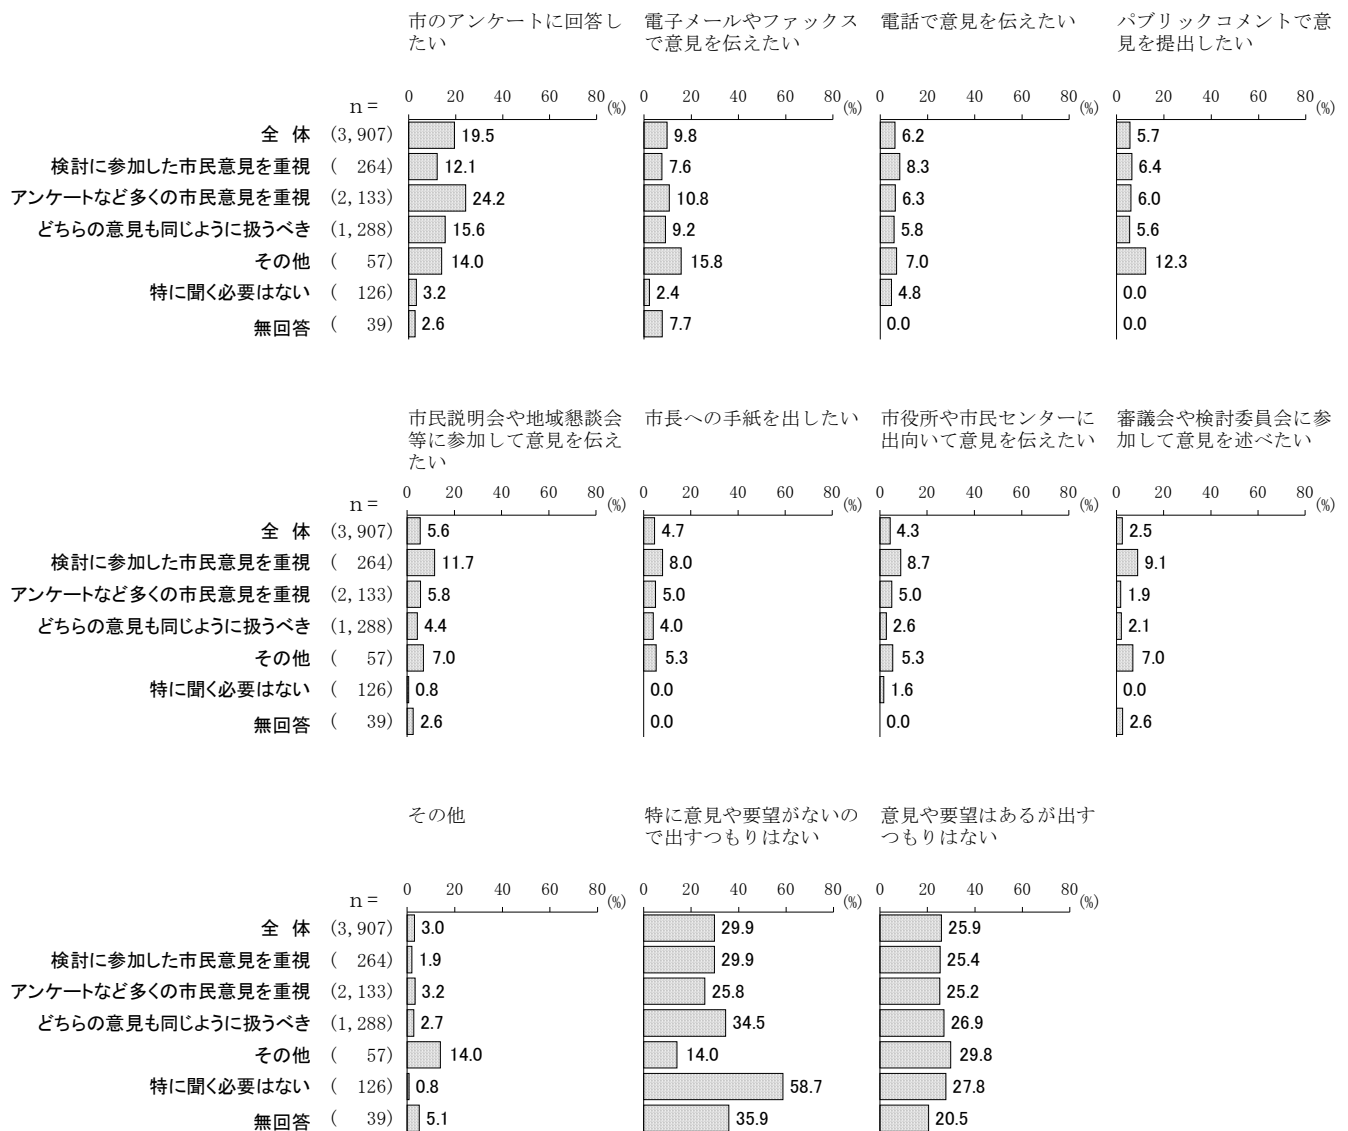 市のアンケートに回答し 電子メールやファックス 電話で意見を伝えたい パブリックコメントで意
たい で意見を伝えたい 見を提出したい
0 20 40 60 80 (%) 0 20 40 60 80 (%) 0 20 40 60 80 (%) 0 20 40 60 80 (%)
n=
全 体 (3,907) 19.5 9.8 6.2 5.7
検討に参加した市民意見を重視 ( 264) 12.1 7.6 8.3 6.4
アンケートなど多くの市民意見を重視 (2,133) 24.2 10.8 6.3 6.0
どちらの意見も同じように扱うべき (1,288) 15.6 9.2 5.8 5.6
その他 ( 57) 14.0 15.8 7.0 12.3
特に聞く必要はない ( 126) 3.2 2.4 4.8 0.0
無回答 ( 39) 2.6 7.7 0.0 0.0
市民説明会や地域懇談会 市長への手紙を出したい 市役所や市民センターに 審議会や検討委員会に参
等に参加して意見を伝え 出向いて意見を伝えたい 加して意見を述べたい
たい
0 20 40 60 80 (%) 0 20 40 60 80 (%) 0 20 40 60 80 (%) 0 20 40 60 80 (%)
n=
全 体 (3,907) 5.6 4.7 4.3 2.5
検討に参加した市民意見を重視 ( 264) 11.7 8.0 8.7 9.1
アンケートなど多くの市民意見を重視 (2,133) 5.8 5.0 5.0 1.9
どちらの意見も同じように扱うべき (1,288) 4.4 4.0 2.6 2.1
その他 ( 57) 7.0 5.3 5.3 7.0
特に聞く必要はない ( 126) 0.8 0.0 1.6 0.0
無回答 ( 39) 2.6 0.0 0.0 2.6
その他 特に意見や要望がないの 意見や要望はあるが出す
で出すつもりはない つもりはない
0 20 40 60 80 (%) 0 20 40 60 80 (%) 0 20 40 60 80 (%)
n=
全 体 (3,907) 3.0 29.9 25.9
検討に参加した市民意見を重視 ( 264) 1.9 29.9 25.4
アンケートなど多くの市民意見を重視 (2,133) 3.2 25.8 25.2
どちらの意見も同じように扱うべき (1,288) 2.7 34.5 26.9
その他 ( 57) 14.0 14.0 29.8
特に聞く必要はない ( 126) 0.8 58.7 27.8
無回答 ( 39) 5.1 35.9 20.5